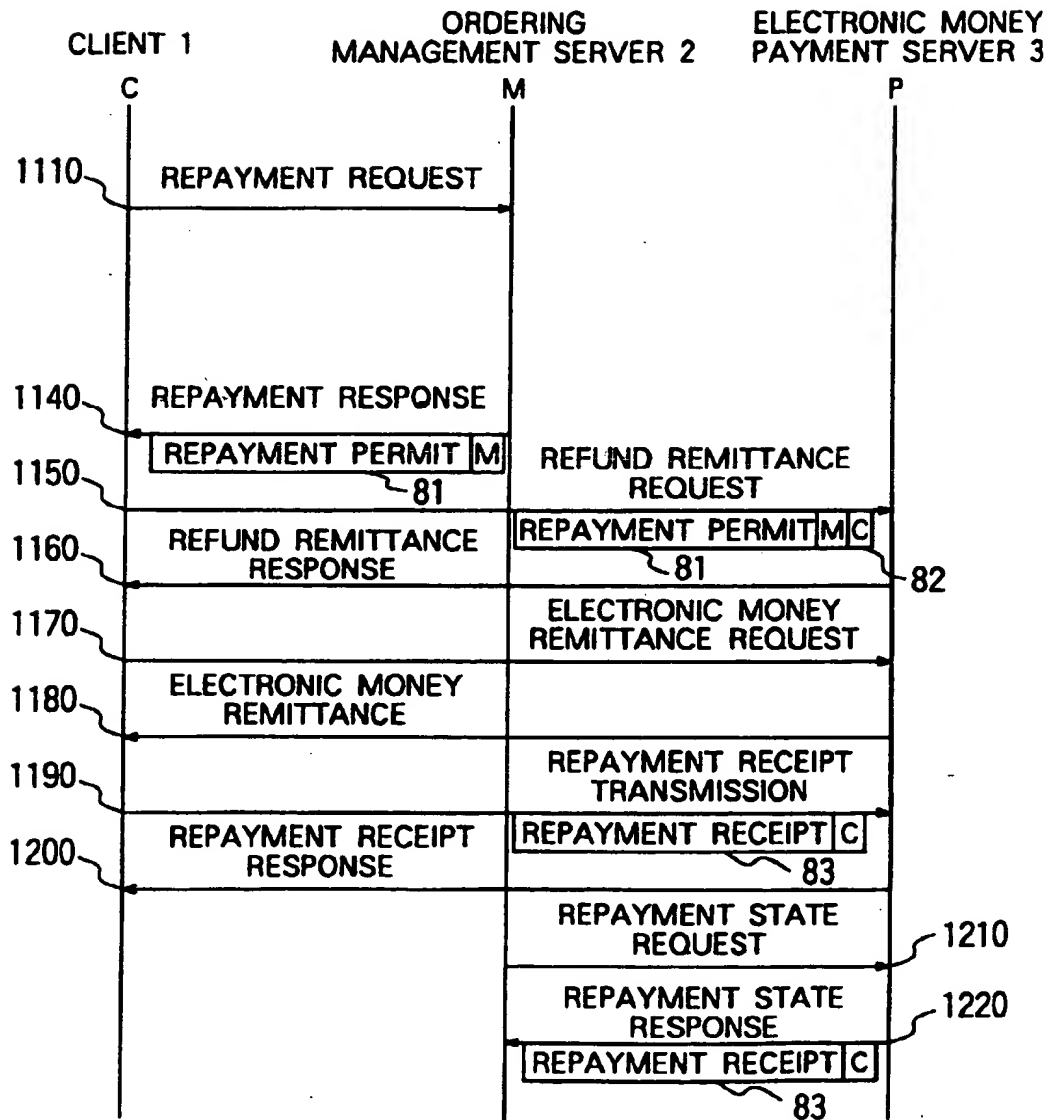 CLIENT 1
ORDERING
MANAGEMENT SERVER 2
ELECTRONIC MONEY
PAYMENT SERVER 3
C
M
P
1110
REPAYMENT REQUEST
1140
REPAYMENT RESPONSE
REPAYMENT PERMIT M
81
1150
REFUND REMITTANCE
REQUEST
REPAYMENT PERMIT M C
81
82
1160
REFUND REMITTANCE
RESPONSE
1170
ELECTRONIC MONEY
REMITTANCE REQUEST
1180
ELECTRONIC MONEY
REMITTANCE
1190
REPAYMENT RECEIPT
TRANSMISSION
REPAYMENT RECEIPT C
83
1200
REPAYMENT RECEIPT
RESPONSE
REPAYMENT STATE
REQUEST
1210
REPAYMENT STATE
RESPONSE
1220
REPAYMENT RECEIPT C
83